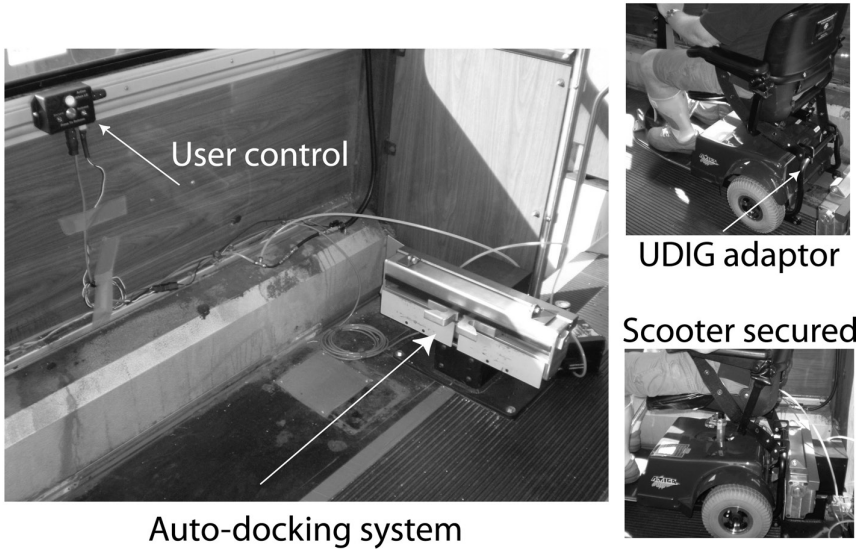 User control
Auto-docking system
UDIG adaptor
Scooter secured